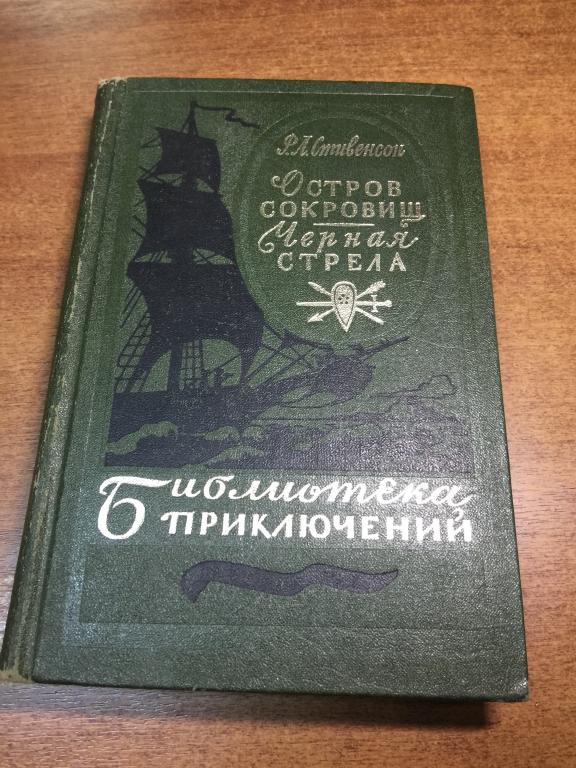 Р.Л.Стивенсон
ОСТРОВ
СОКРОВИЩ
Черная
СТРЕЛА
Библиотека
ПРИКЛЮЧЕНИЙ